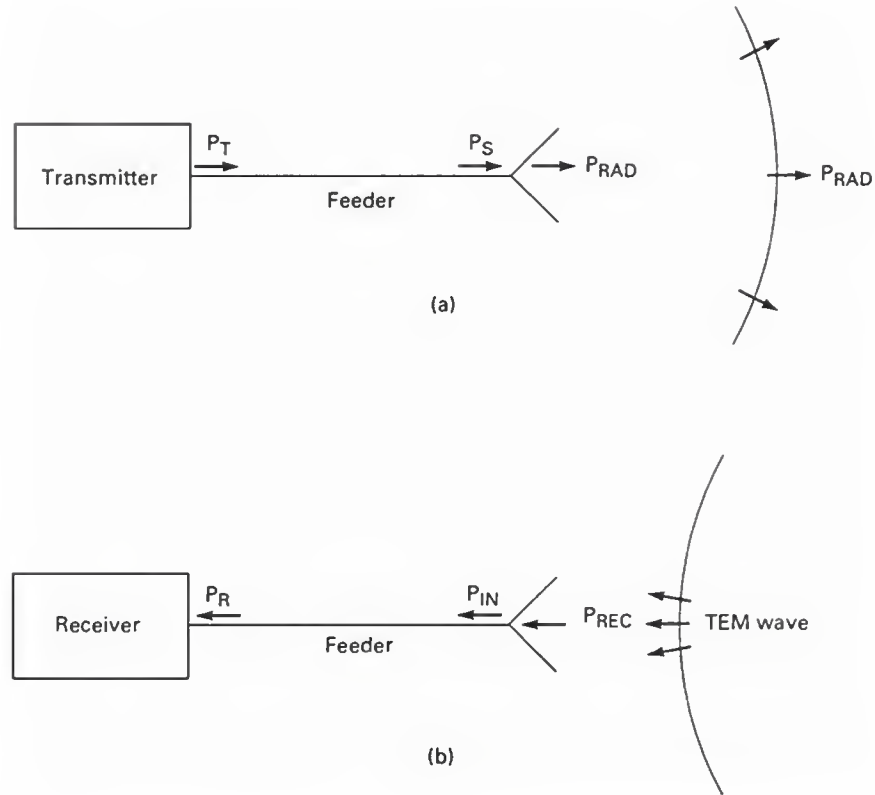 P_T
P_S
Transmitter
P_RAD
P_RAD
Feeder
(a)
P_R
P_IN
Receiver
P_REC
TEM wave
Feeder
(b)